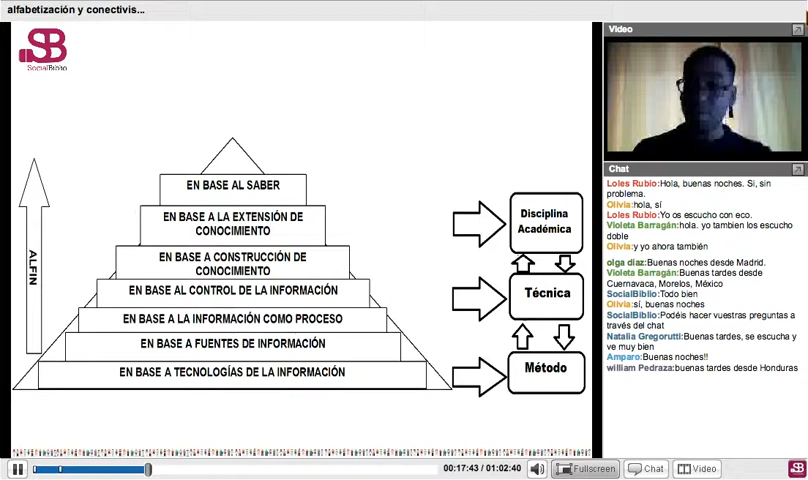 alfabetización y conectivis...
SB
SocialBiblio
ALFIN
EN BASE AL SABER
EN BASE A LA EXTENSIÓN DE
CONOCIMIENTO
EN BASE A CONSTRUCCIÓN DE
CONOCIMIENTO
EN BASE AL CONTROL DE LA INFORMACIÓN
EN BASE A LA INFORMACIÓN COMO PROCESO
EN BASE A FUENTES DE INFORMACIÓN
EN BASE A TECNOLOGÍAS DE LA INFORMACIÓN
Disciplina
Académica
Técnica
Método
Video
Chat
Loles Rubio:Hola, buenas noches. Si, sin
problema.
Olivia:hola, sí
Loles Rubio:Yo os escucho con eco.
Violeta Barragán:hola. yo tambien los escucho
doble
Olivia:y yo ahora también
olga diaz:Buenas noches desde Madrid.
Violeta Barragán:Buenas tardes desde
Cuernavaca, Morelos, México
SocialBiblio:Todo bien
Olivia:sí, buenas noches
SocialBiblio:Podéis hacer vuestras preguntas a
través del chat
Natalia Gregorutti:Buenas tardes, se escucha y
ve muy bien
Amparo:Buenas noches!!
william Pedraza:buenas tardes desde Honduras
00:17:43 / 01:02:40
Fullscreen
Chat
Video
SB